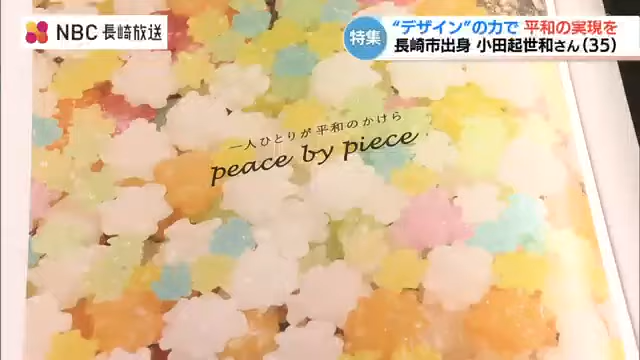 NBC 長崎放送
特集
“デザイン”の力で 平和の実現を
長崎市出身 小田起世和さん(35)
一人ひとりが平和のかけら
peace by piece